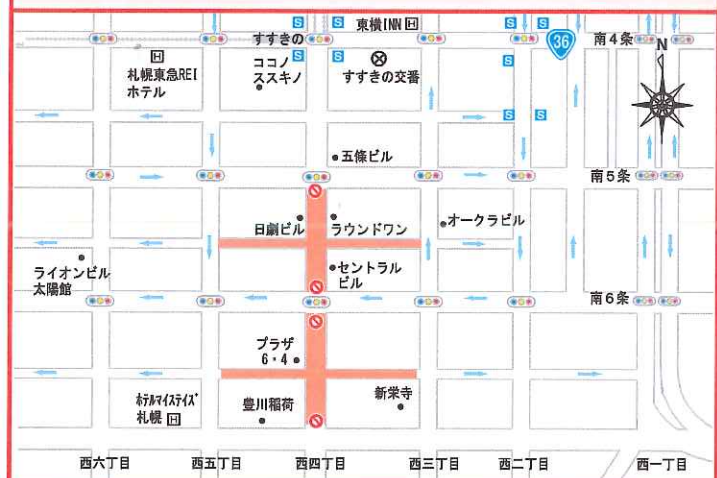 S
S
東横INN H
S
S
すすきの
36
南4条
N
H
札幌東急REI
ホテル
ココノ
ススキノ
S
S
すすきの交番
S
S
S
五條ビル
南5条
日劇ビル
ラウンドワン
オークラビル
ライオンビル
太陽館
セントラル
ビル
南6条
プラザ
6・4
ホテルマイステイズ
札幌 H
豊川稲荷
新栄寺
西六丁目
西五丁目
西四丁目
西三丁目
西二丁目
西一丁目